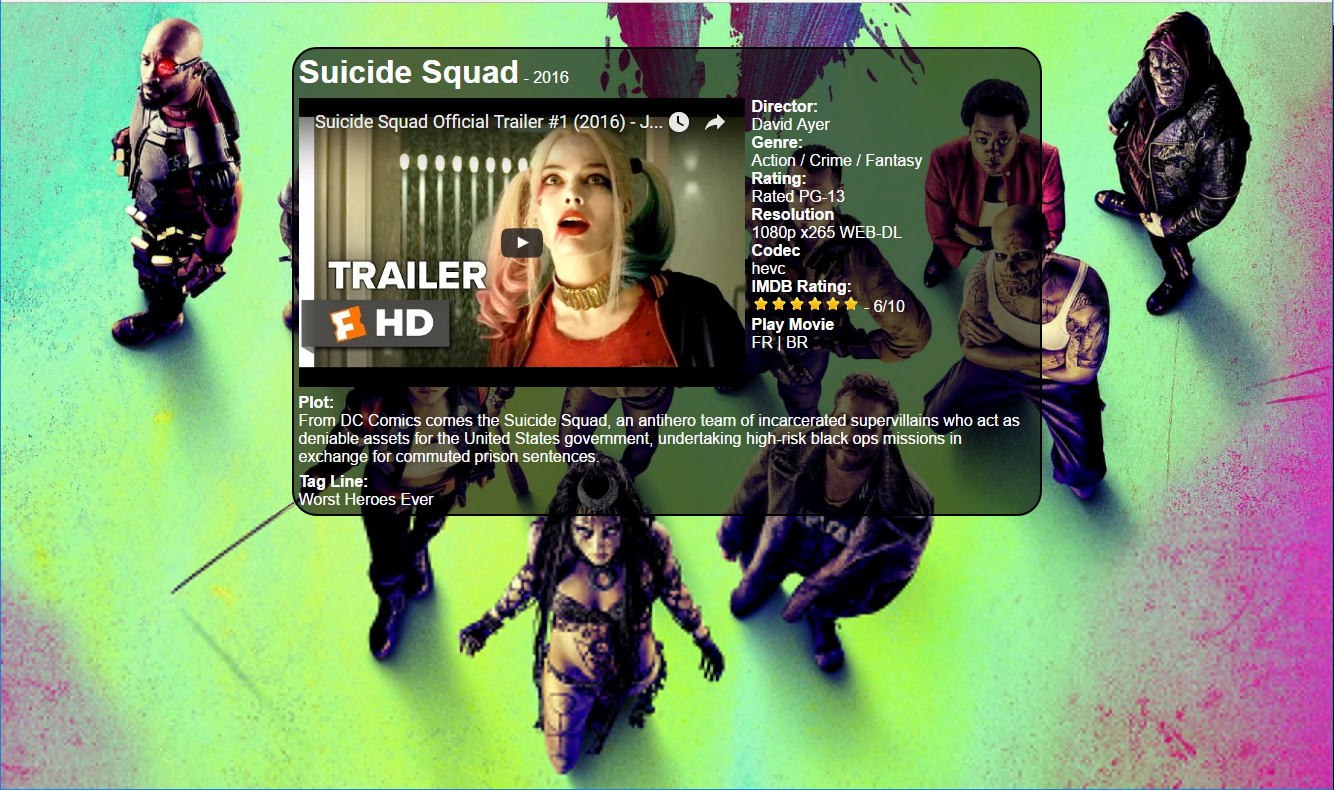 Suicide Squad - 2016
Suicide Squad Official Trailer #1 (2016) - J...
TRAILER
F HD
Director:
David Ayer
Genre:
Action / Crime / Fantasy
Rating:
Rated PG-13
Resolution
1080p x265 WEB-DL
Codec
hevc
IMDB Rating:
- 6/10
Play Movie
FR | BR
Plot:
From DC Comics comes the Suicide Squad, an antihero team of incarcerated supervillains who act as
deniable assets for the United States government, undertaking high-risk black ops missions in
exchange for commuted prison sentences.
Tag Line:
Worst Heroes Ever